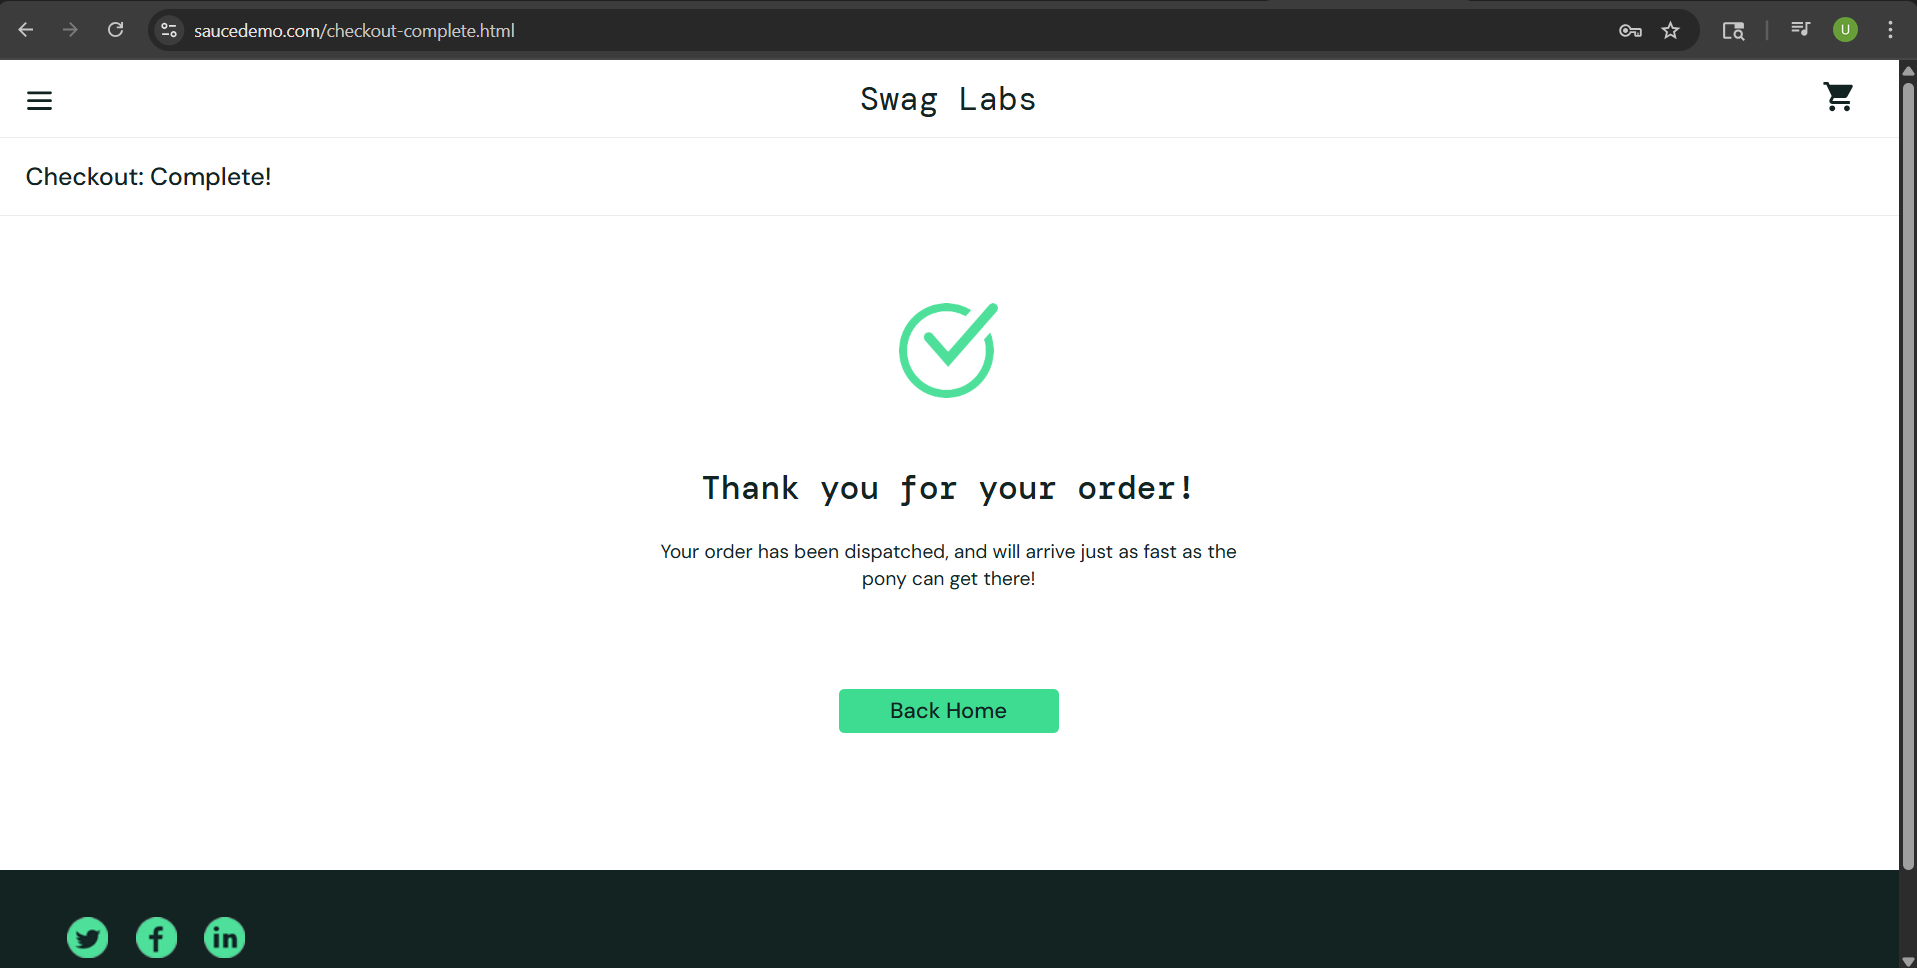 saucedemo.com/checkout-complete.html
U
Swag Labs
Checkout: Complete!
Thank you for your order!
Your order has been dispatched, and will arrive just as fast as the
pony can get there!
Back Home